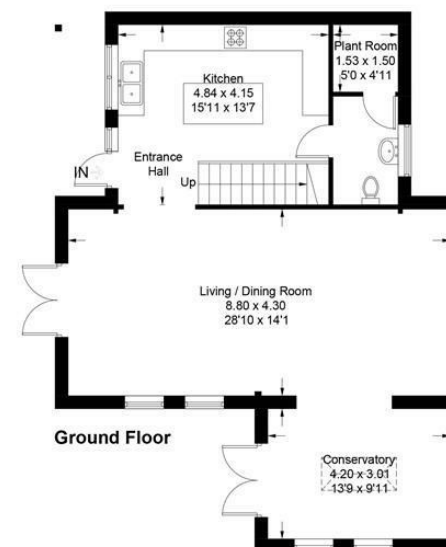 Plant Room
1.53 x 1.50
5'0 x 4'11
Kitchen
4.84 x 4.15
15'11 x 13'7
Entrance
Hall
IN
Up
Living / Dining Room
8.80 x 4.30
28'10 x 14'1
Ground Floor
Conservatory
4.20 x 3.01
13'9 x 9'11